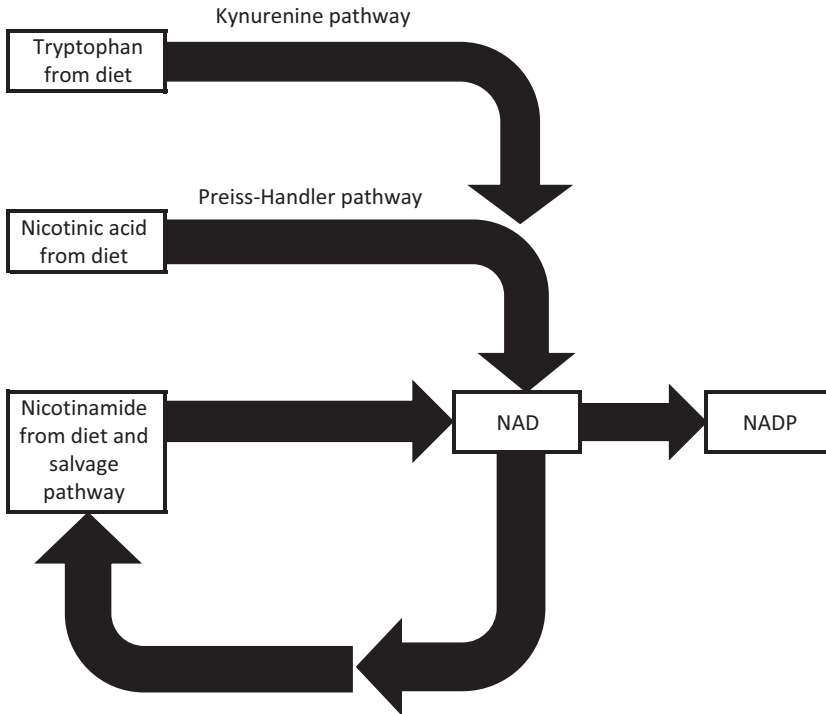 Kynurenine pathway
Tryptophan
from diet
Preiss-Handler pathway
Nicotinic acid
from diet
Nicotinamide
from diet and
salvage
pathway
NAD
NADP